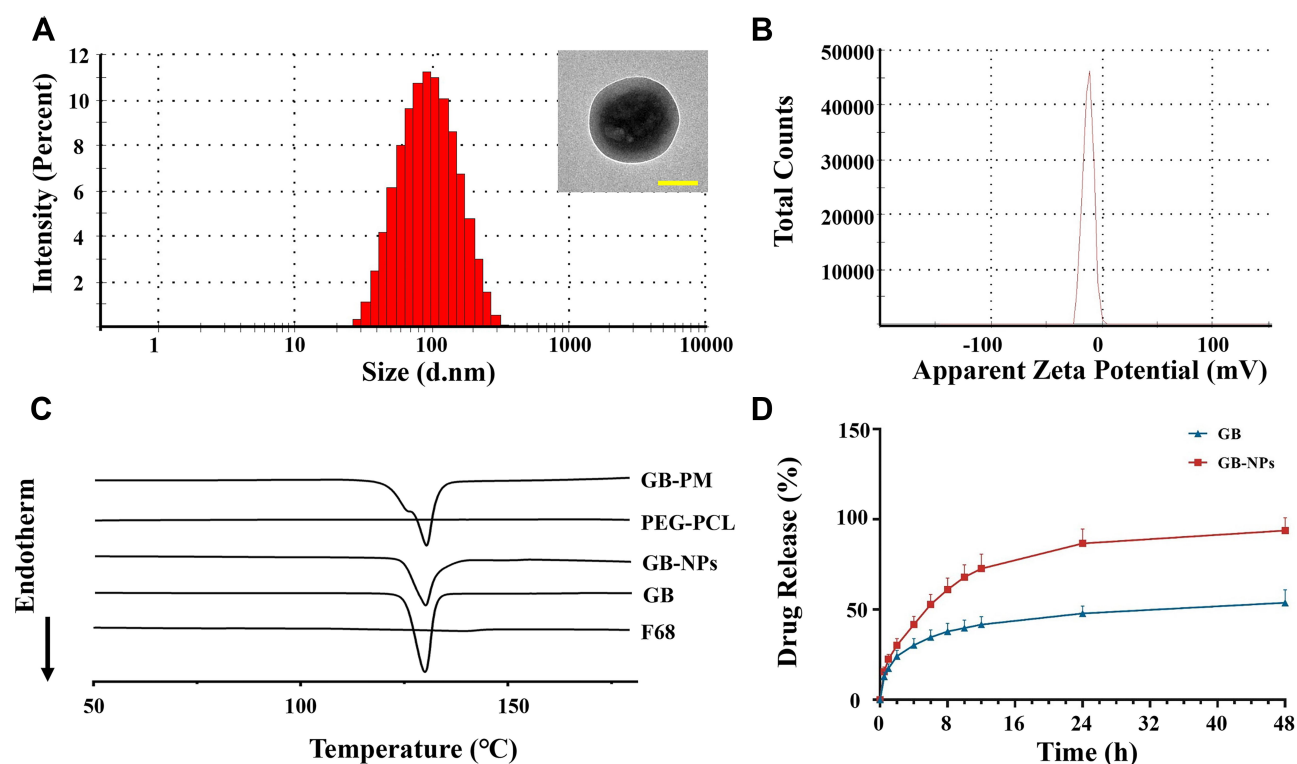 A
Intensity (Percent)
12
10
8
6
4
2
1
10
100
1000
10000
Size (d.nm)
B
Total Counts
50000
40000
30000
20000
10000
-100
0
100
Apparent Zeta Potential (mV)
C
Endotherm
GB-PM
PEG-PCL
GB-NPs
GB
F68
50
100
150
Temperature (℃)
D
Drug Release (%)
150
100
50
0
GB
GB-NPs
0
8
16
24
32
40
48
Time (h)